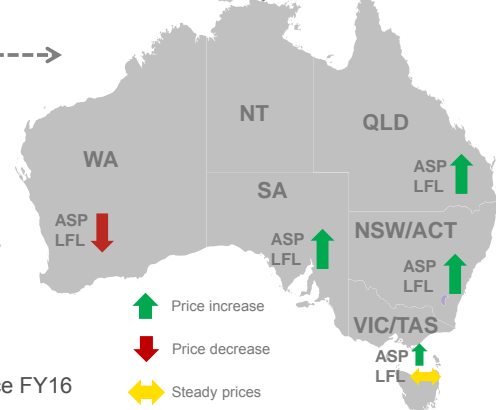 NT
QLD
WA
ASP
LFL
SA
ASP
LFL
NSW/ACT
ASP
LFL
ASP
LFL
Price increase
VIC/TAS
Price decrease
ASP
LFL
FY16
Steady prices